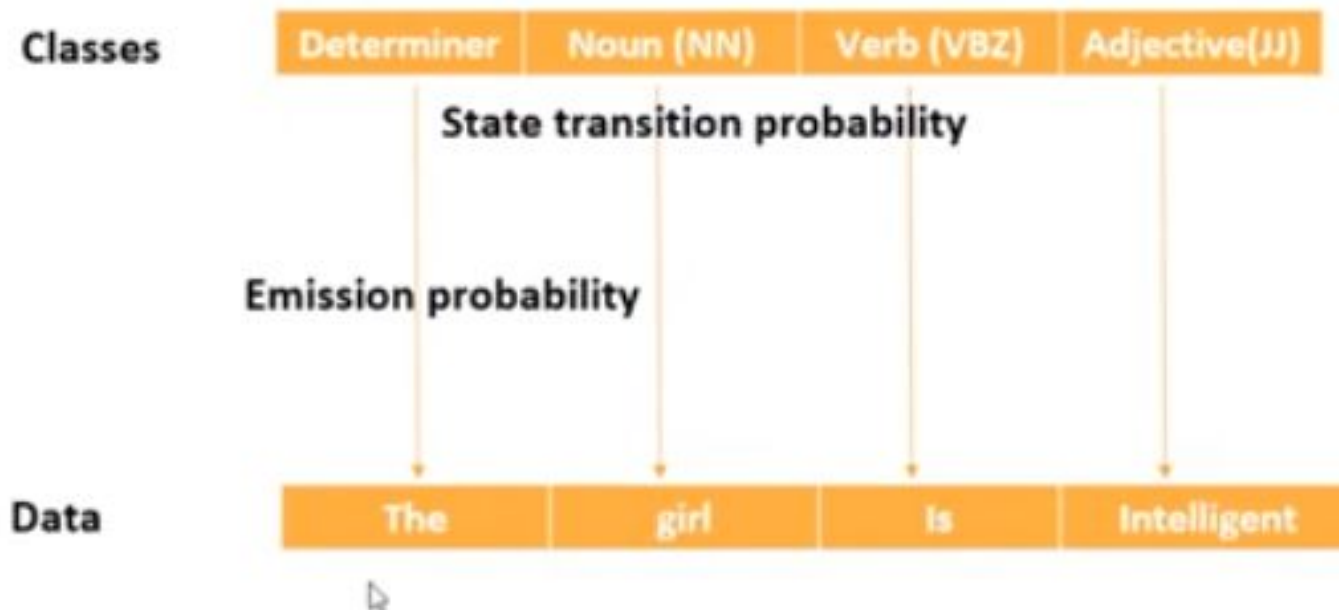 Classes Determiner Noun (NN) Verb (VBZ) Adjective(JJ)
State transition probability
Emission probability
Data The girl Is Intelligent